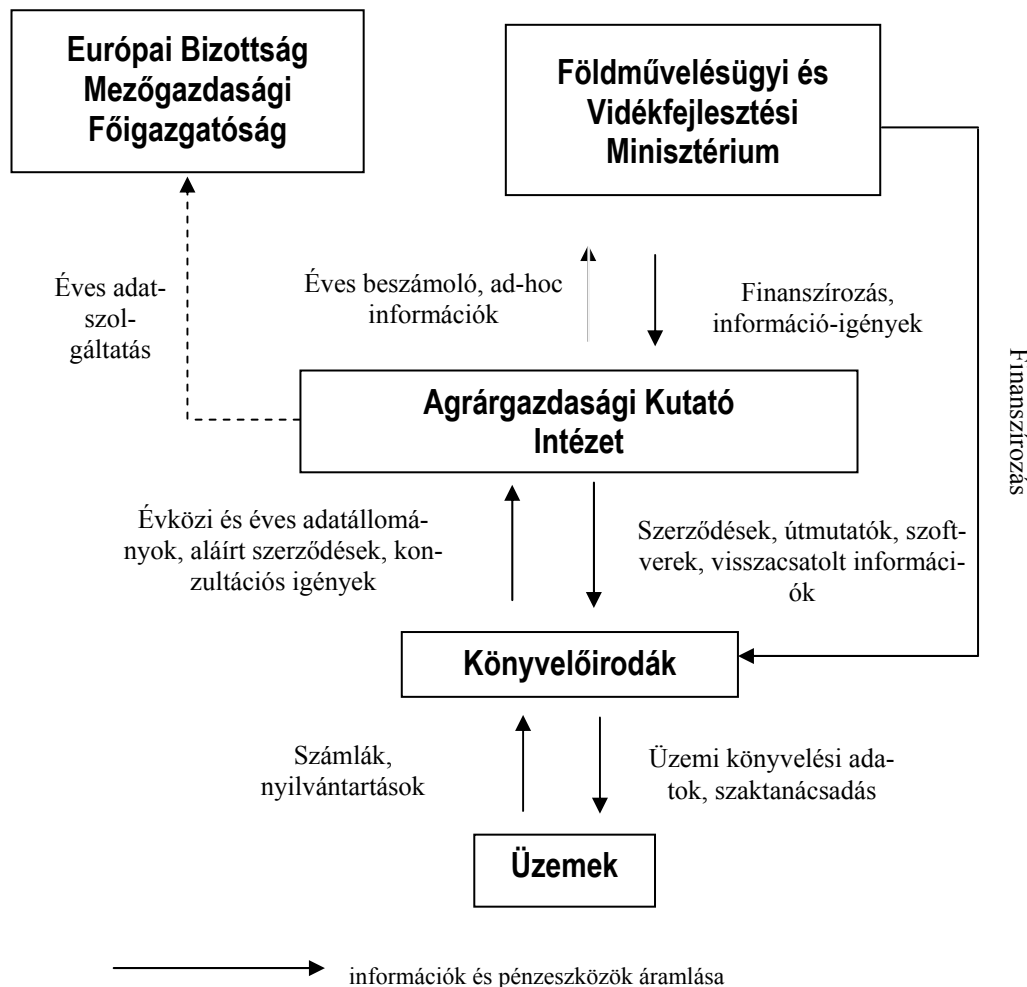 Európai Bizottság
Mezőgazdasági
Főigazgatóság
Földművelésügyi és
Vidékfejlesztési
Minisztérium
Éves adat-
szol-
gáltatás
Éves beszámoló, ad-hoc
információk
Finanszírozás,
információ-igények
Finanszírozás
Agrárgazdasági Kutató
Intézet
Évközi és éves adatállomá-
nyok, aláírt szerződések, kon-
zultációs igények
Szerződések, útmutatók, szoft-
verek, visszacsatolt informáci-
ók
Könyvelőirodák
Számlák,
nyilvántartások
Üzemi könyvelési ada-
tok, szaktanácsadás
Üzemek
információk és pénzeszközök áramlása